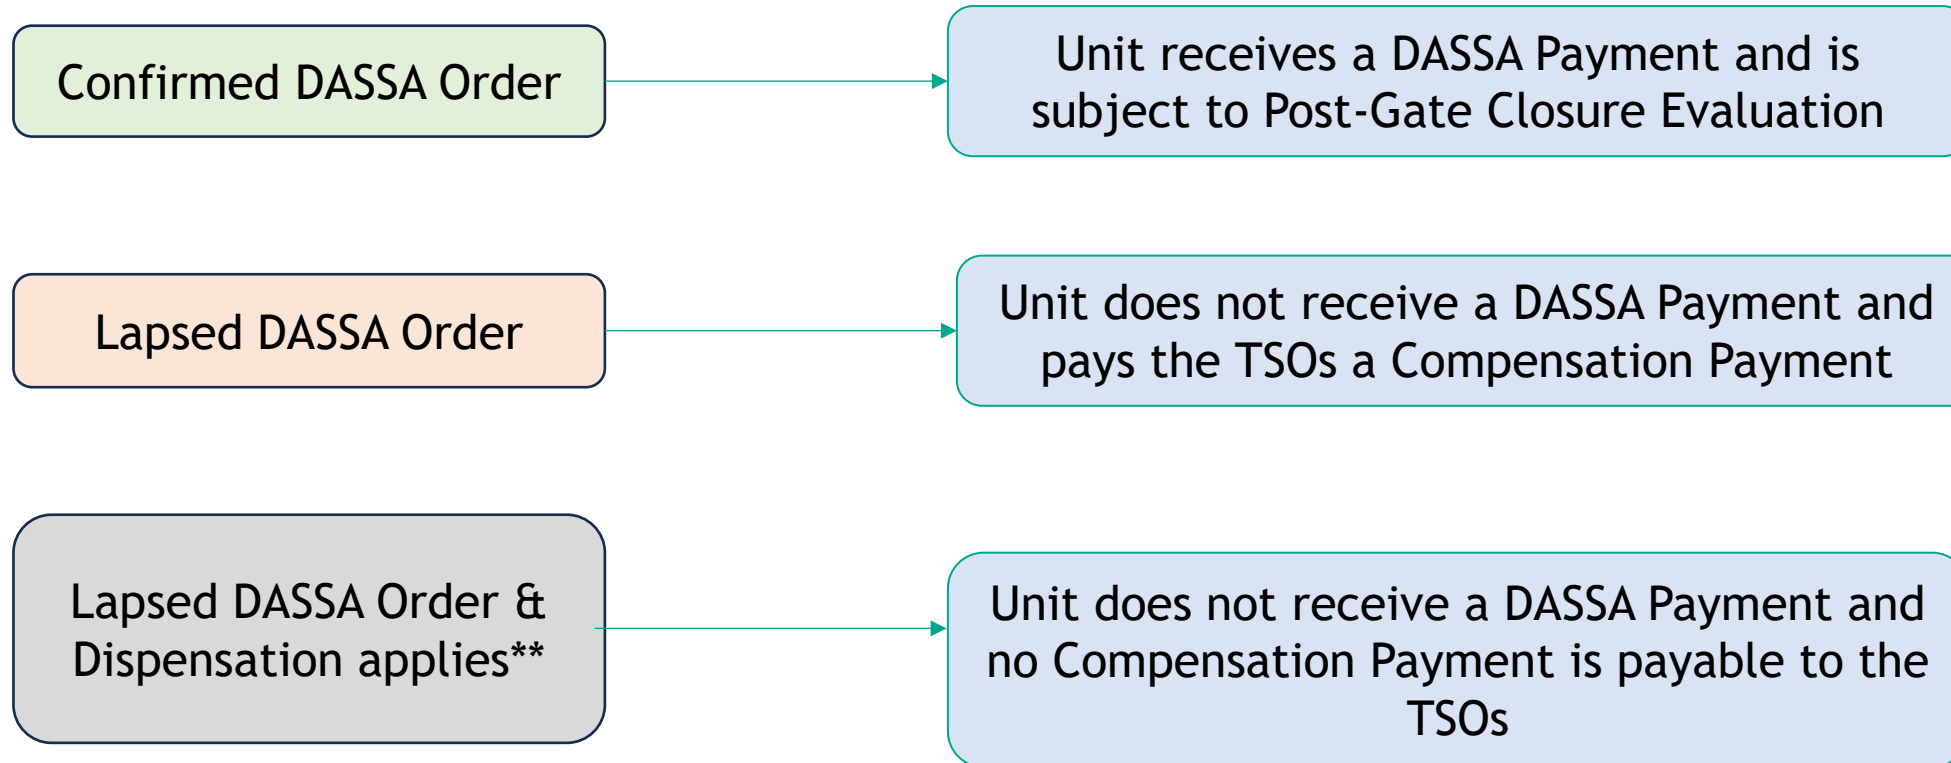 Confirmed DASSA Order
Unit receives a DASSA Payment and is
subject to Post-Gate Closure Evaluation
Lapsed DASSA Order
Unit does not receive a DASSA Payment and
pays the TSOs a Compensation Payment
Lapsed DASSA Order &
Dispensation applies**
Unit does not receive a DASSA Payment and
no Compensation Payment is payable to the
TSOs